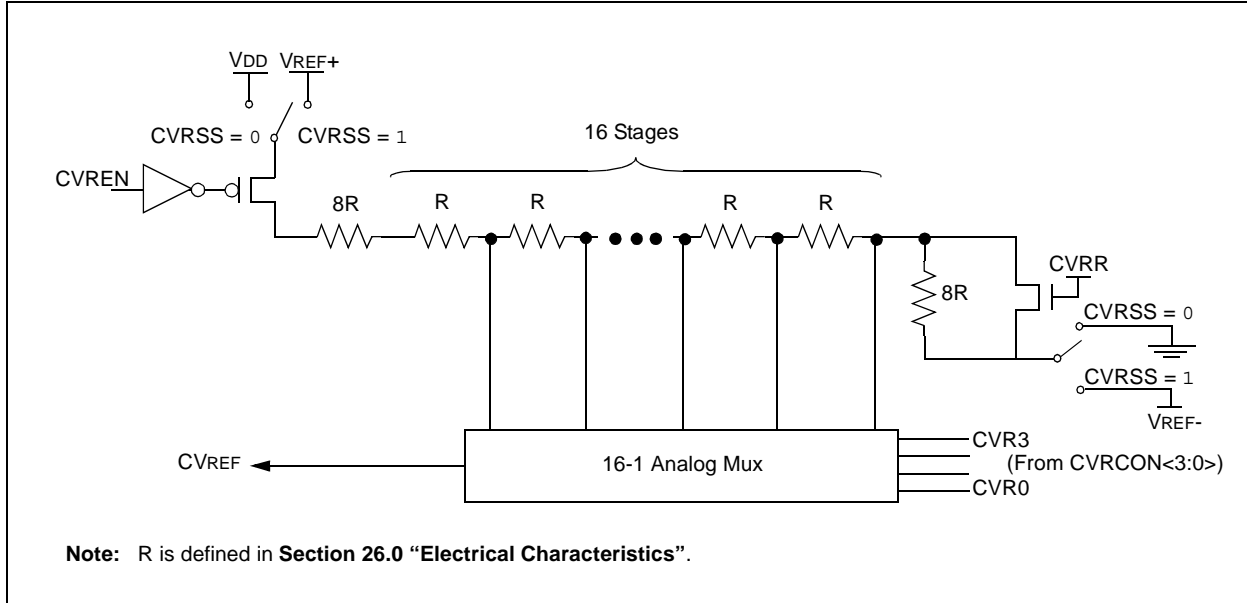 VDD VREF+
CVRSS = 0 CVRSS = 1
16 Stages
CVREN
8R R R R R
CVRR
8R
CVRSS = 0
CVRSS = 1
VREF-
CVREF
16-1 Analog Mux
CVR3
(From CVRCON<3:0>)
CVR0
Note: R is defined in Section 26.0 “Electrical Characteristics”.